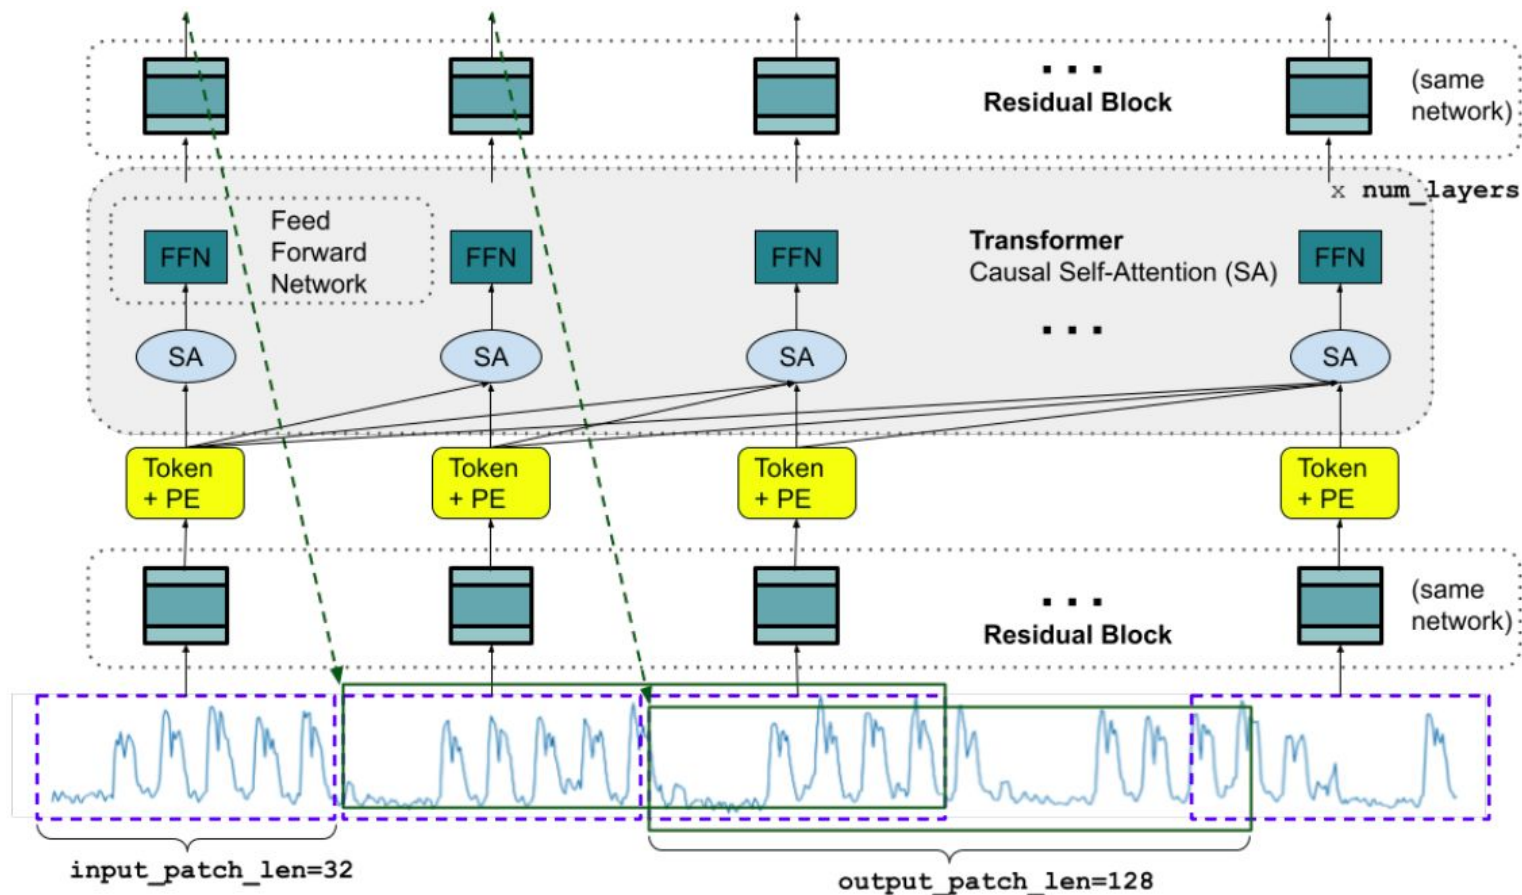 . . .
Residual Block
(same
network)
x num_layers
Feed
Forward
Network
FFN
FFN
FFN
FFN
Transformer
Causal Self-Attention (SA)
. . .
SA
SA
SA
SA
Token
+ PE
Token
+ PE
Token
+ PE
Token
+ PE
. . .
Residual Block
(same
network)
input_patch_len=32
output_patch_len=128